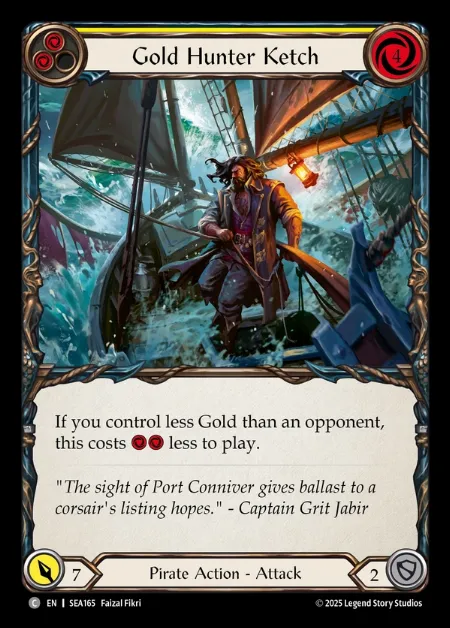 Gold Hunter Ketch
4
If you control less Gold than an opponent,
this costs less to play.
"The sight of Port Conniver gives ballast to a
corsair's listing hopes." - Captain Grit Jabir
7
Pirate Action - Attack
2
C EN | SEA165 Faizal Fikri
© 2025 Legend Story Studios